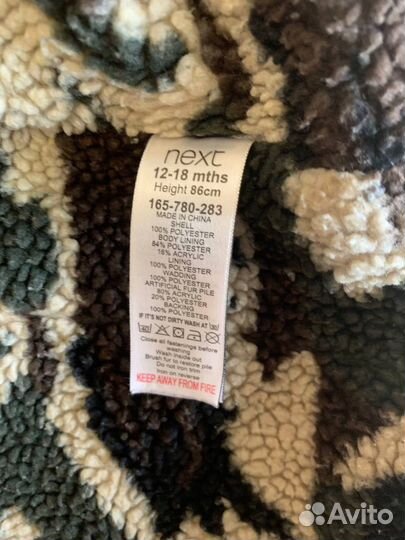 next
12-18 mths
Height 86cm
165-780-283
MADE IN CHINA
SHELL
100% POLYESTER
BODY LINING
84% POLYESTER
16% ACRYLIC
LINING
100% POLYESTER
WADDING
100% POLYESTER
ARTIFICIAL FUR PILE
80% ACRYLIC
20% POLYESTER
BACKING
100% POLYESTER
IF IT'S NOT DIRTY WASH AT 30
Close all fastenings before
washing
Wash inside out
Brush fur to restore pile
Do not iron trim
Iron on reverse
KEEP AWAY FROM FIRE
Avito